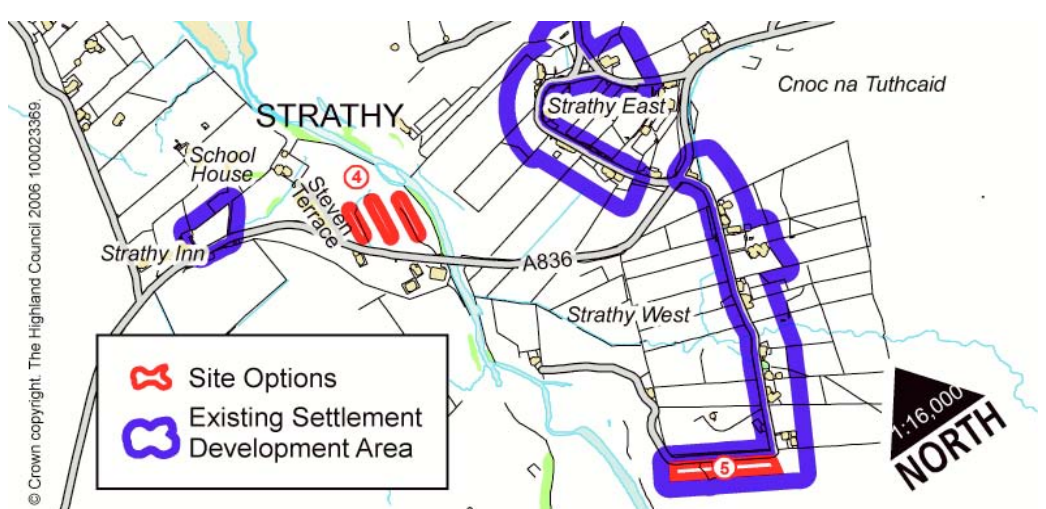 © Crown copyright. The Highland Council 2006 100023369.
STRATHY
School
House
Strathy Inn
Steven
Terrace
4
A836
Strathy East
Cnoc na Tuthcaid
Strathy West
5
Site Options
Existing Settlement
Development Area
1:16,000
NORTH